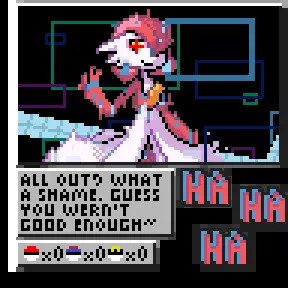 ALL OUT? WHAT
A SHAME. GUESS
YOU WERN'T
GOOD ENOUGH~
HA
HA
HA
x0 x0 x0